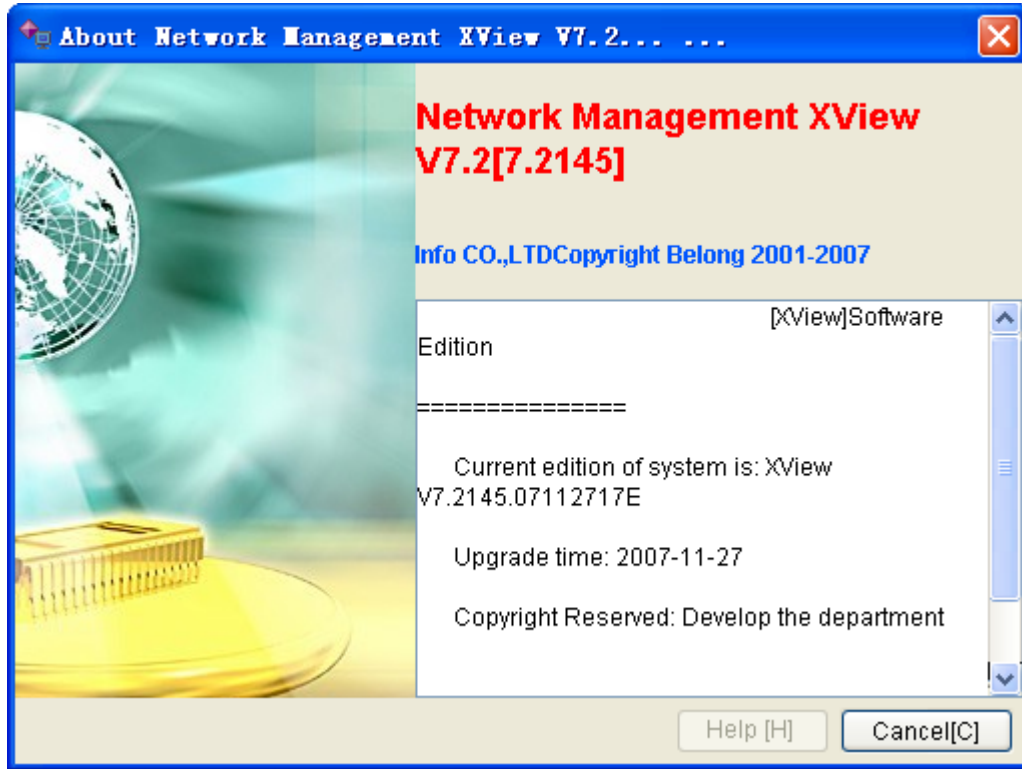 About Network Management XView V7.2... ...
Network Management XView
V7.2[7.2145]
Info CO.,LTDCopyright Belong 2001-2007
[XView]Software
Edition
===============
Current edition of system is: XView
V7.2145.07112717E
Upgrade time: 2007-11-27
Copyright Reserved: Develop the department
Help [H]
Cancel[C]